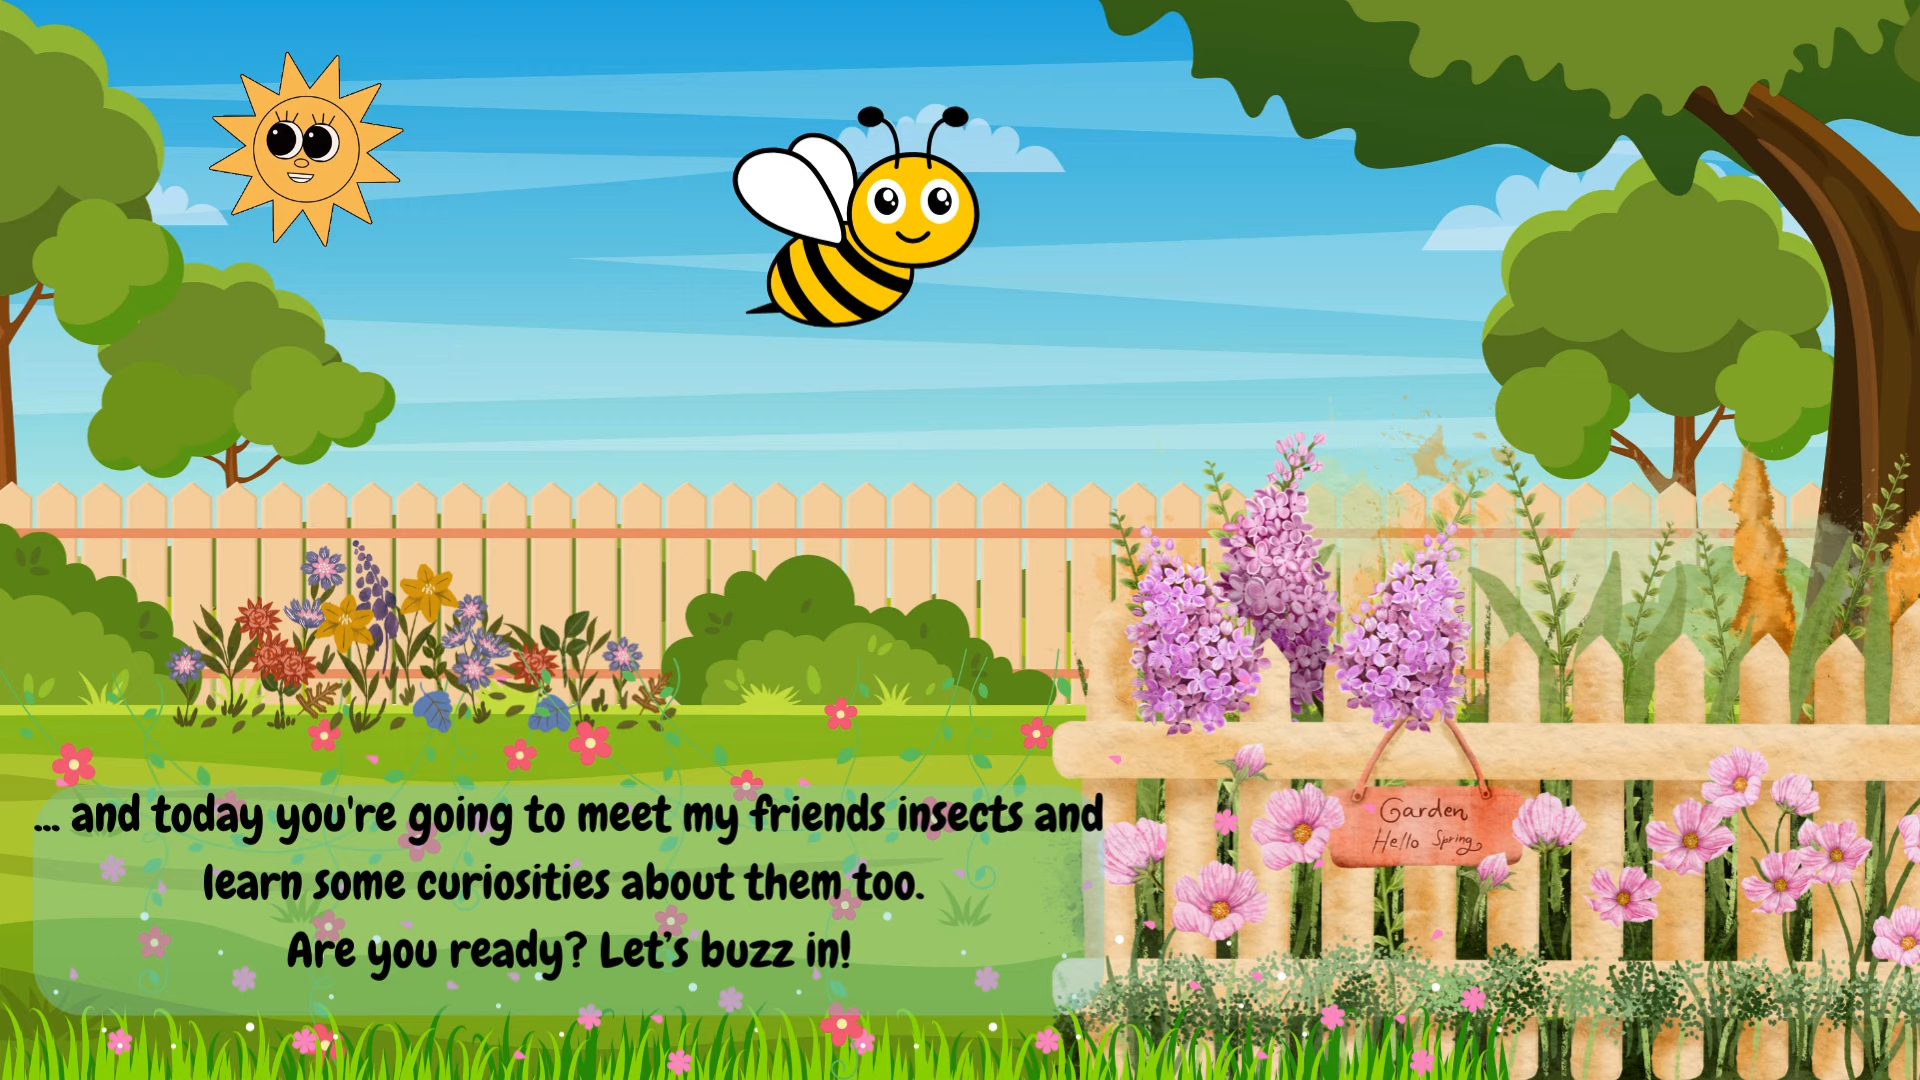 Garden
Hello Spring
... and today you're going to meet my friends insects and
learn some curiosities about them too.
Are you ready? Let's buzz in!